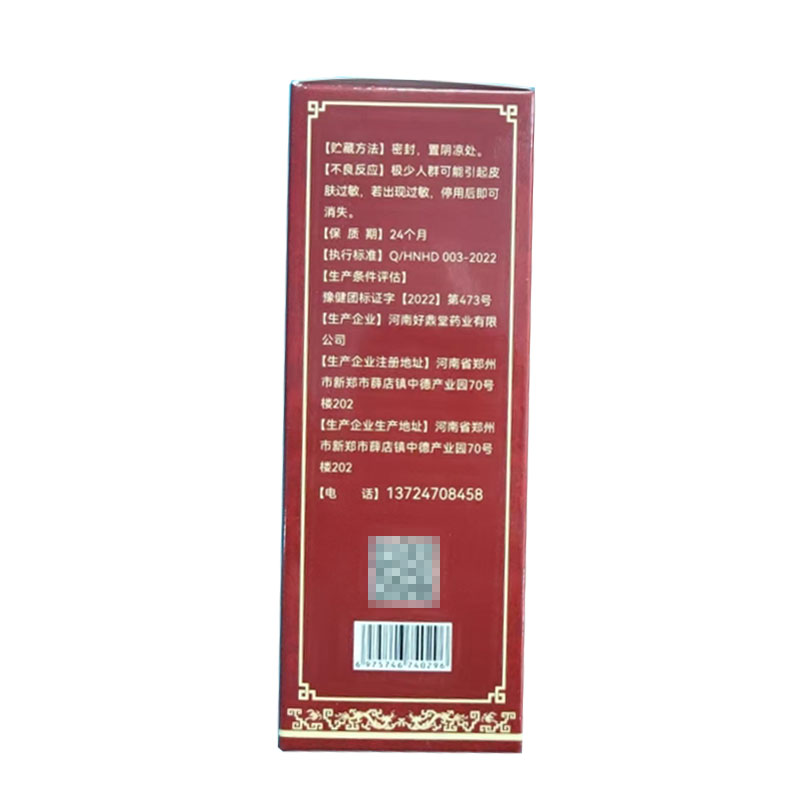 【贮藏方法】密封，置阴凉处。
【不良反应】极少人群可能引起皮
肤过敏，若出现过敏，停用后即可
消失。
【保 质 期】24个月
【执行标准】Q/HNHD 003-2022
【生产条件评估】
豫健团标证字【2022】第473号
【生产企业】河南好鼎堂药业有限
公司
【生产企业注册地址】河南省郑州
市新郑市薛店镇中德产业园70号
楼202
【生产企业生产地址】河南省郑州
市新郑市薛店镇中德产业园70号
楼202
【电 话】13724708458
6 975746 740296